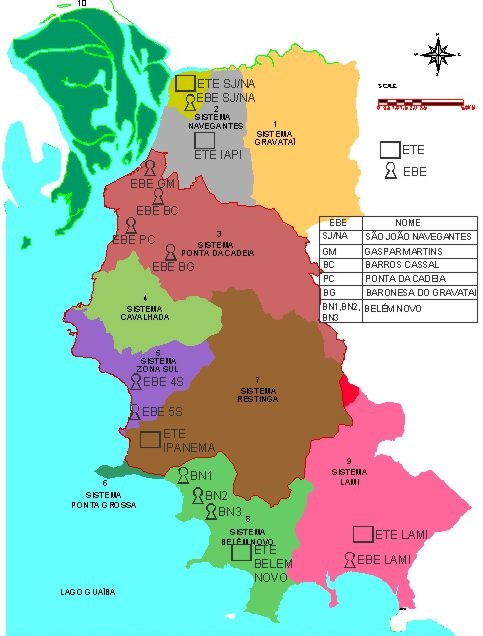 10
SCALE
ETE SJ/NA
EBE SJ/NA
2
SISTEMA
NAVEGANTES
ETE IAPI
1
SISTEMA
GRAVATAÍ
ETE
EBE
EBE GM
EBE BC
EBE PC
EBE BG
3
SISTEMA
PONTA DA CADEIA
EBE NOME
SJ/NA SÃO JOÃO NAVEGANTES
GM GASPAR MARTINS
BC BARROS CASSAL
PC PONTA DA CADEIA
BG BARONESA DO GRAVATAI
BN1,BN2, BELÉM NOVO
BN3
4
SISTEMA
CAVALHADA
5
SISTEMA
ZONA SUL
EBE 4S
EBE 5S
7
SISTEMA
RESTINGA
ETE
IPANEMA
6
SISTEMA
PONTA GROSSA
BN1
BN2
BN3
8
SISTEMA
BELÉM NOVO
ETE
BELEM
NOVO
9
SISTEMA
LAMI
ETE LAMI
EBE LAMI
LAGO GUAÍBA